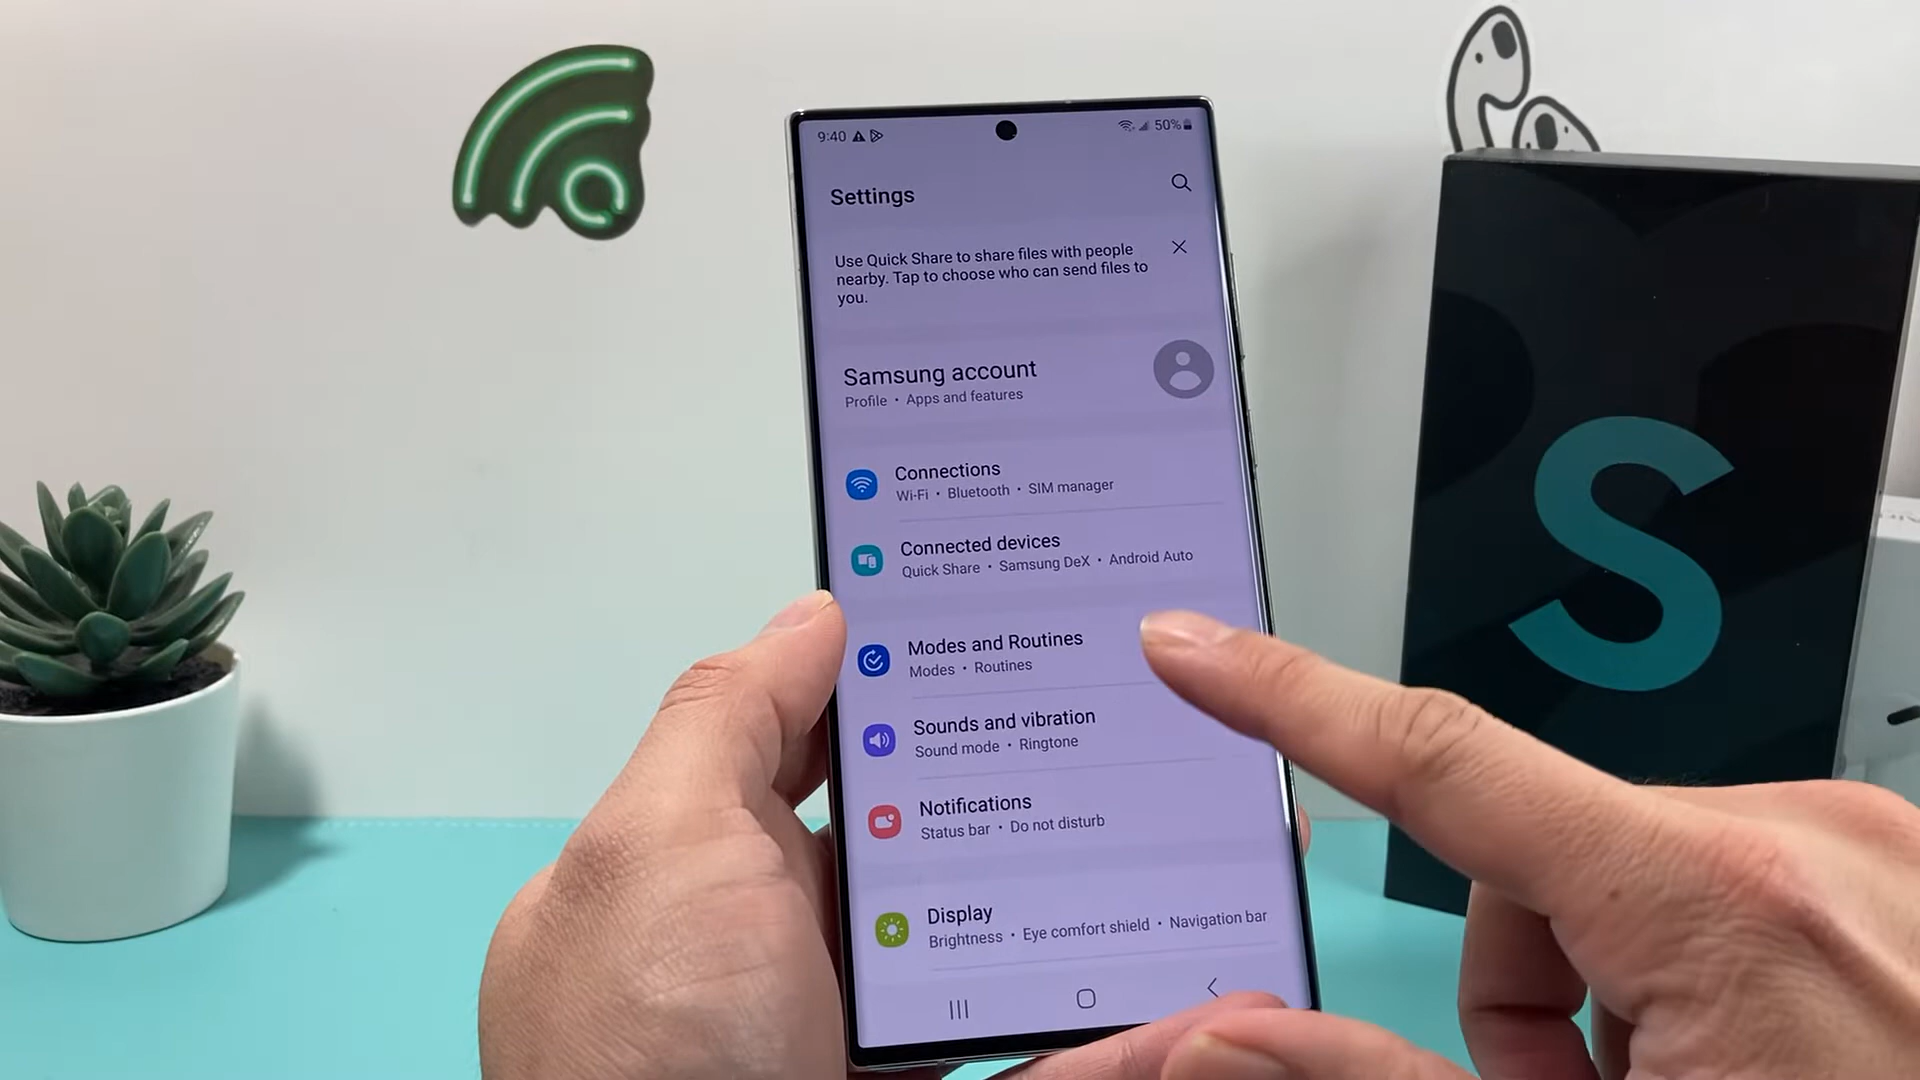 9:40
50%
Settings
Use Quick Share to share files with people
nearby. Tap to choose who can send files to
you.
Samsung account
Profile • Apps and features
Connections
Wi-Fi • Bluetooth • SIM manager
Connected devices
Quick Share • Samsung DeX • Android Auto
Modes and Routines
Modes • Routines
Sounds and vibration
Sound mode • Ringtone
Notifications
Status bar • Do not disturb
Display
Brightness • Eye comfort shield • Navigation bar
S